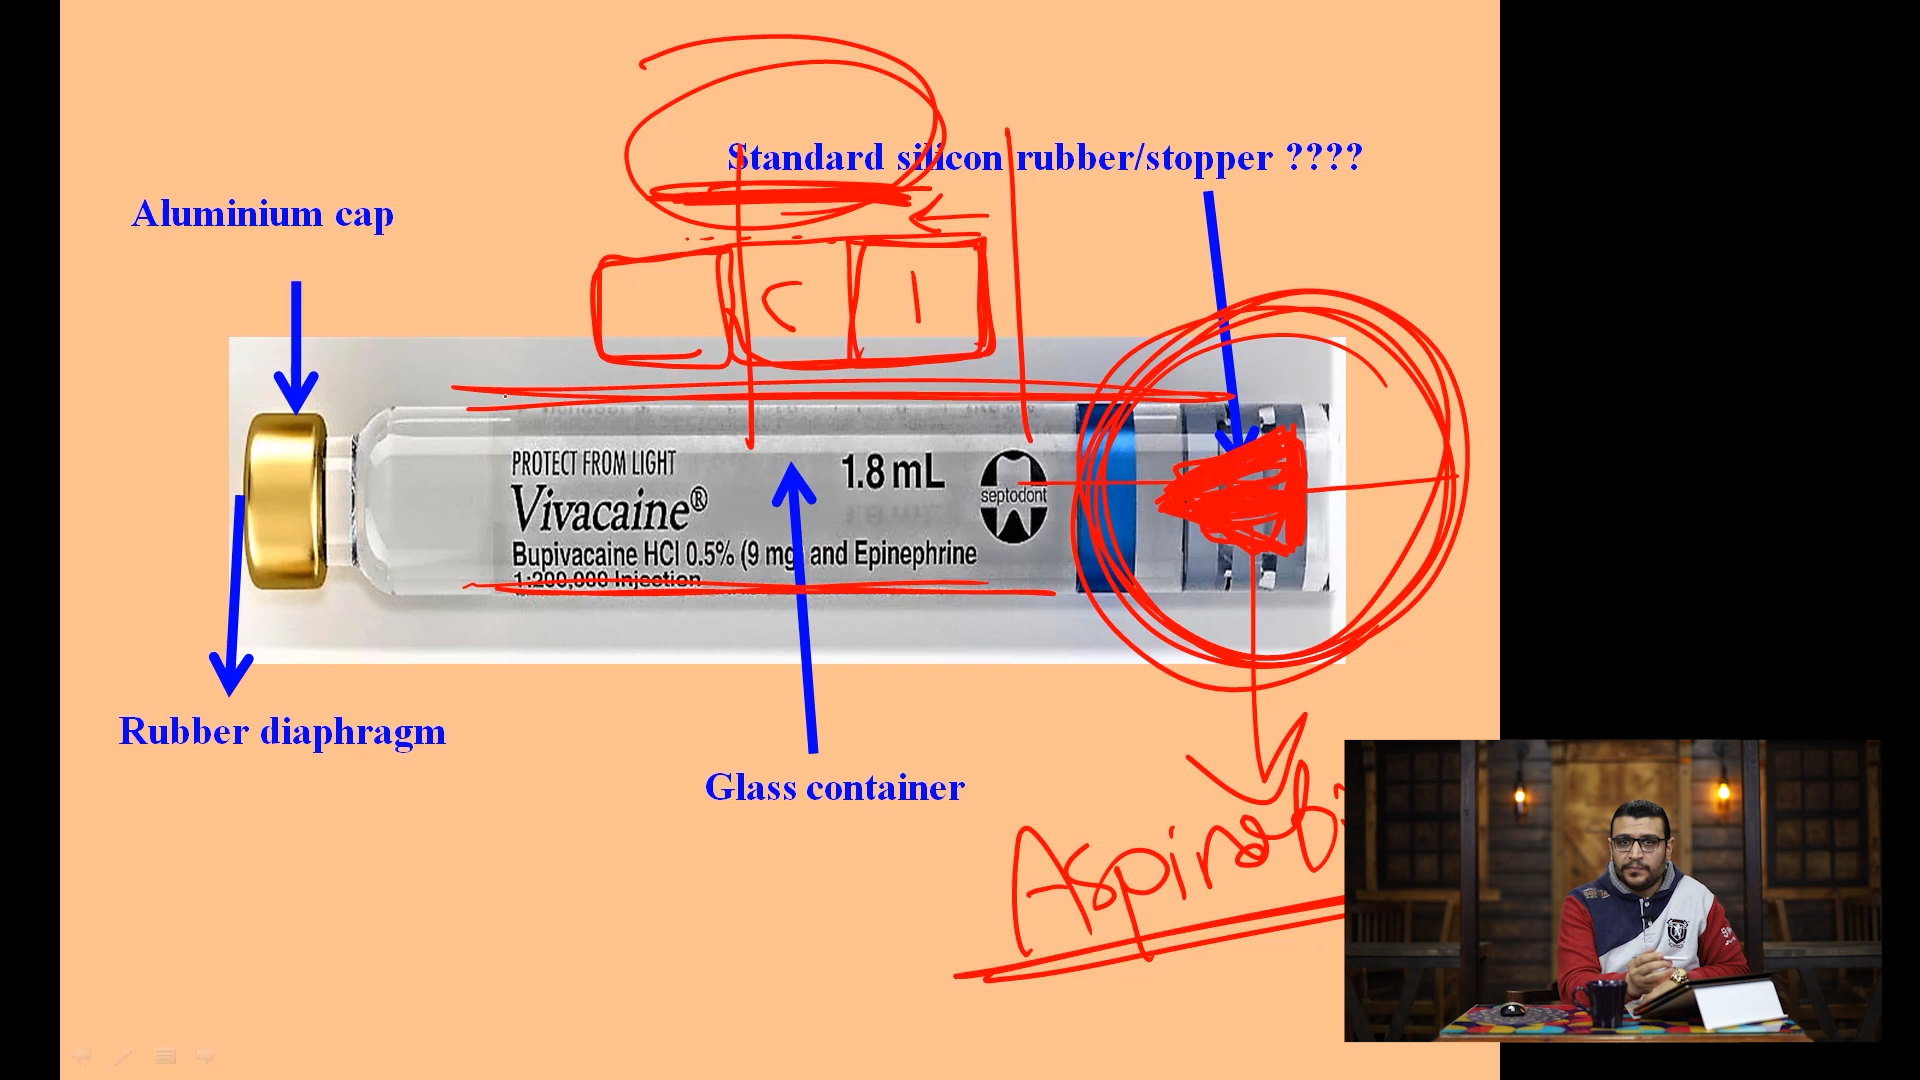 Standard silicon rubber/stopper ????
Aluminium cap
PROTECT FROM LIGHT
1.8 mL
Vivacaine®
septodont
Bupivacaine HCl 0.5% (9 mg) and Epinephrine
1:200,000 Injection
Rubber diaphragm
Glass container